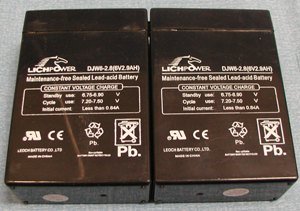 LEOCHPOWER
DJW6-2.8(6V2.9AH)
Maintenance-free Sealed Lead-acid Battery
CONSTANT VOLTAGE CHARGE
Standby use: 6.75-6.90 V
Cycle use: 7.20-7.50 V
Initial current: Less than 0.84A
Pb.
LEOCH BATTERY CO.,LTD.
MADE IN CHINA
LEOCHPOWER
DJW6-2.8(6V2.9AH)
Maintenance-free Sealed Lead-acid Battery
CONSTANT VOLTAGE CHARGE
Standby use: 6.75-6.90 V
Cycle use: 7.20-7.50 V
Initial current: Less than 0.84A
Pb.
LEOCH BATTERY CO.,LTD.
MADE IN CHINA